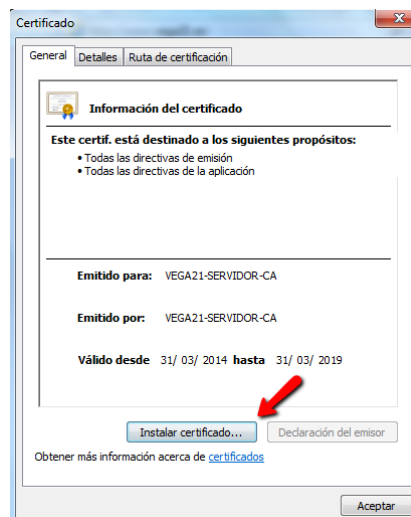 Certificado
General Detalles Ruta de certificación
Información del certificado
Este certif. está destinado a los siguientes propósitos:
• Todas las directivas de emisión
• Todas las directivas de la aplicación
Emitido para: VEGA21-SERVIDOR-CA
Emitido por: VEGA21-SERVIDOR-CA
Válido desde 31/ 03/ 2014 hasta 31/ 03/ 2019
Instalar certificado... Declaración del emisor
Obtener más información acerca de certificados
Aceptar